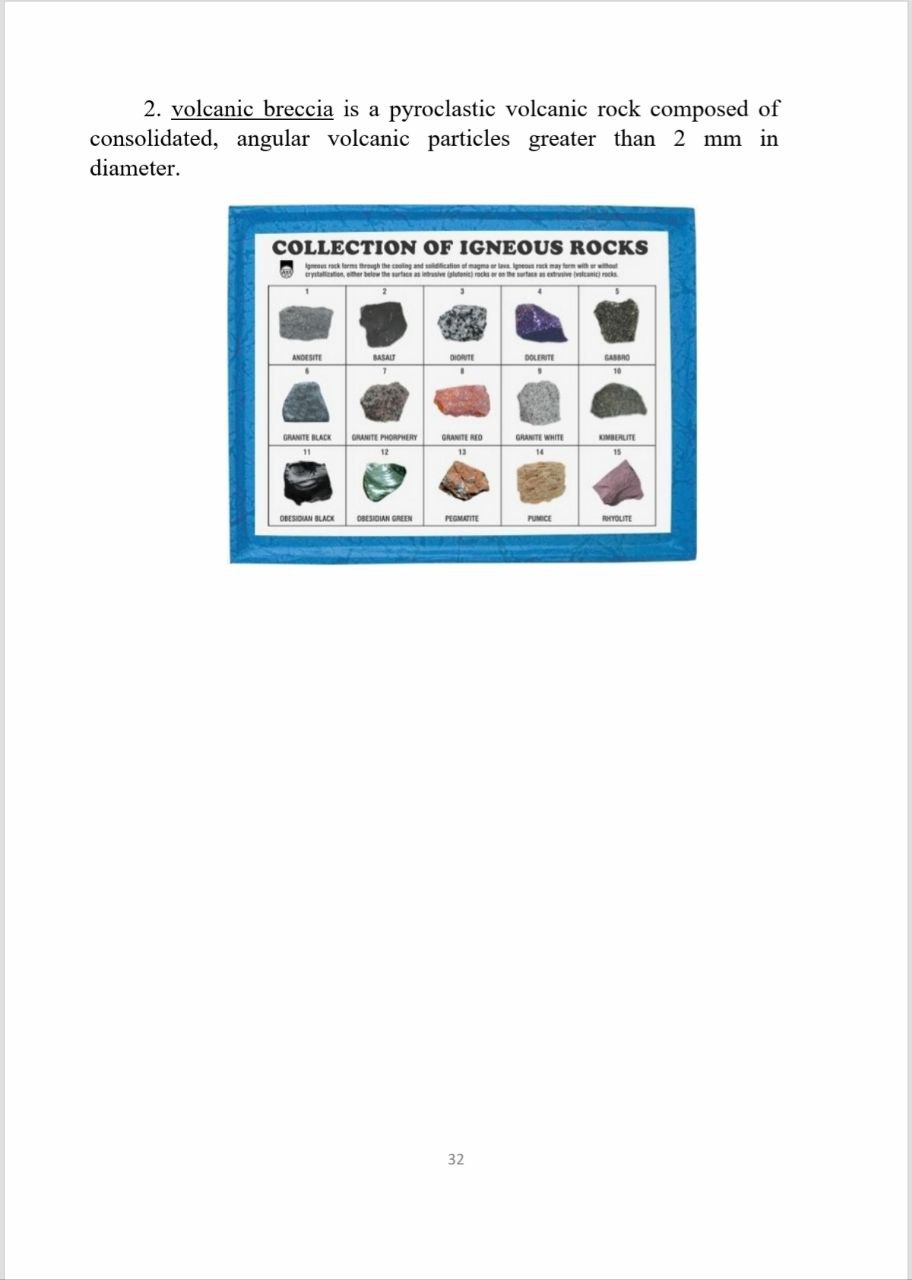 2. volcanic breccia is a pyroclastic volcanic rock composed of
consolidated, angular volcanic particles greater than 2 mm in
diameter.
COLLECTION OF IGNEOUS ROCKS
Igneous rock forms through the cooling and solidification of magma or lava. Igneous rock may form with or without
crystallization, either below the surface as intrusive (plutonic) rocks or on the surface as extrusive (volcanic) rocks.
1 2 3 4 5
ANDESITE BASALT DIORITE DOLERITE GABBRO
6 7 8 9 10
GRANITE BLACK GRANITE PHORPHERY GRANITE RED GRANITE WHITE KIMBERLITE
11 12 13 14 15
OBESIDIAN BLACK OBESIDIAN GREEN PEGMATITE PUMICE RHYOLITE
32